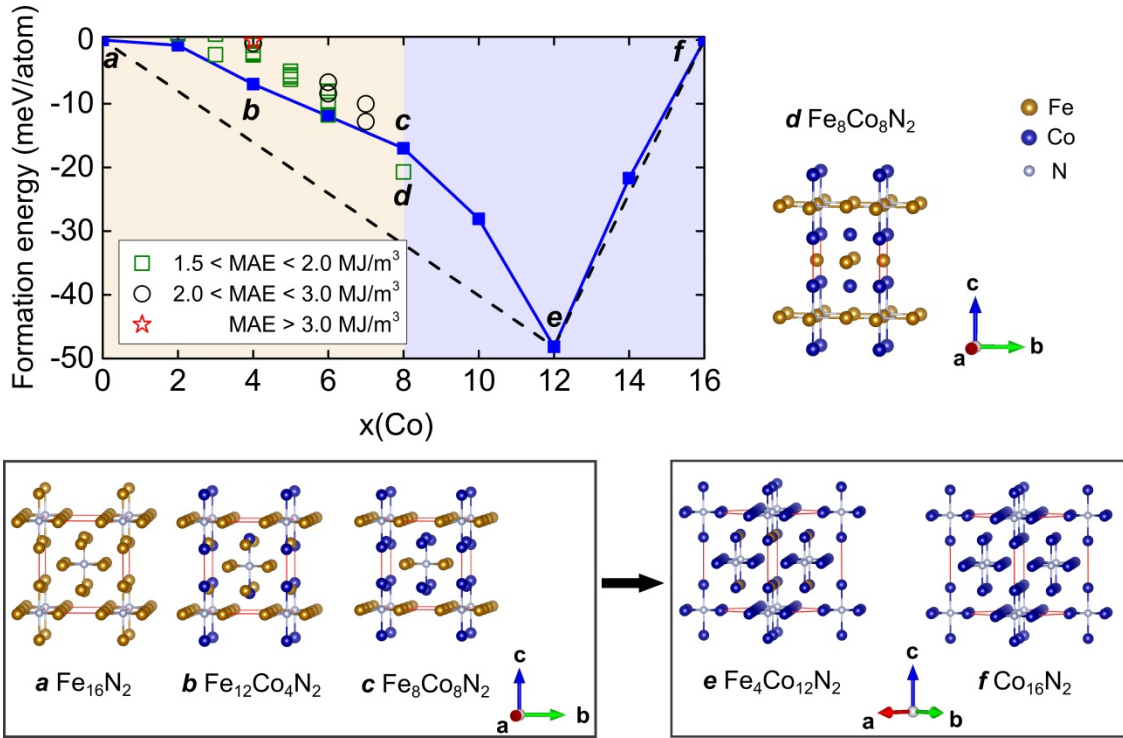 Formation energy (meV/atom)
0
-10
-20
-30
-40
-50
a
b
c
d
e
f
1.5 < MAE < 2.0 MJ/m³
2.0 < MAE < 3.0 MJ/m³
MAE > 3.0 MJ/m³
0 2 4 6 8 10 12 14 16
x(Co)
d Fe₈Co₈N₂
Fe
Co
N
c
a b
a Fe₁₆N₂
b Fe₁₂Co₄N₂
c Fe₈Co₈N₂
c
a b
e Fe₄Co₁₂N₂
f Co₁₆N₂
c
a b